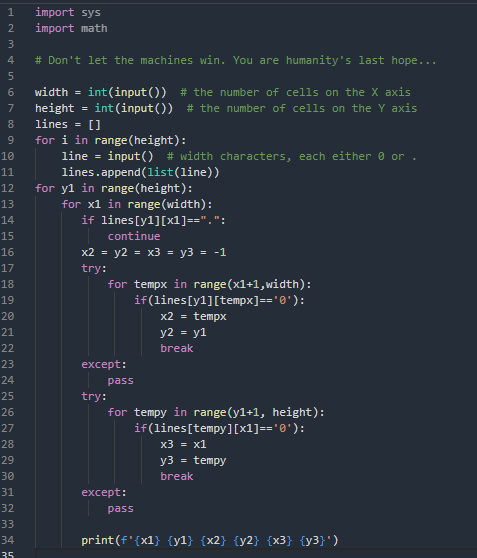 1 import sys
2 import math
3
4 # Don't let the machines win. You are humanity's last hope...
5
6 width = int(input())  # the number of cells on the X axis
7 height = int(input())  # the number of cells on the Y axis
8 lines = []
9 for i in range(height):
10     line = input()  # width characters, each either 0 or .
11     lines.append(list(line))
12 for y1 in range(height):
13     for x1 in range(width):
14         if lines[y1][x1]==".":
15             continue
16         x2 = y2 = x3 = y3 = -1
17         try:
18             for tempx in range(x1+1,width):
19                 if(lines[y1][tempx]=='0'):
20                     x2 = tempx
21                     y2 = y1
22                     break
23         except:
24             pass
25         try:
26             for tempy in range(y1+1, height):
27                 if(lines[tempy][x1]=='0'):
28                     x3 = x1
29                     y3 = tempy
30                     break
31         except:
32             pass
33
34         print(f'{x1} {y1} {x2} {y2} {x3} {y3}')
35